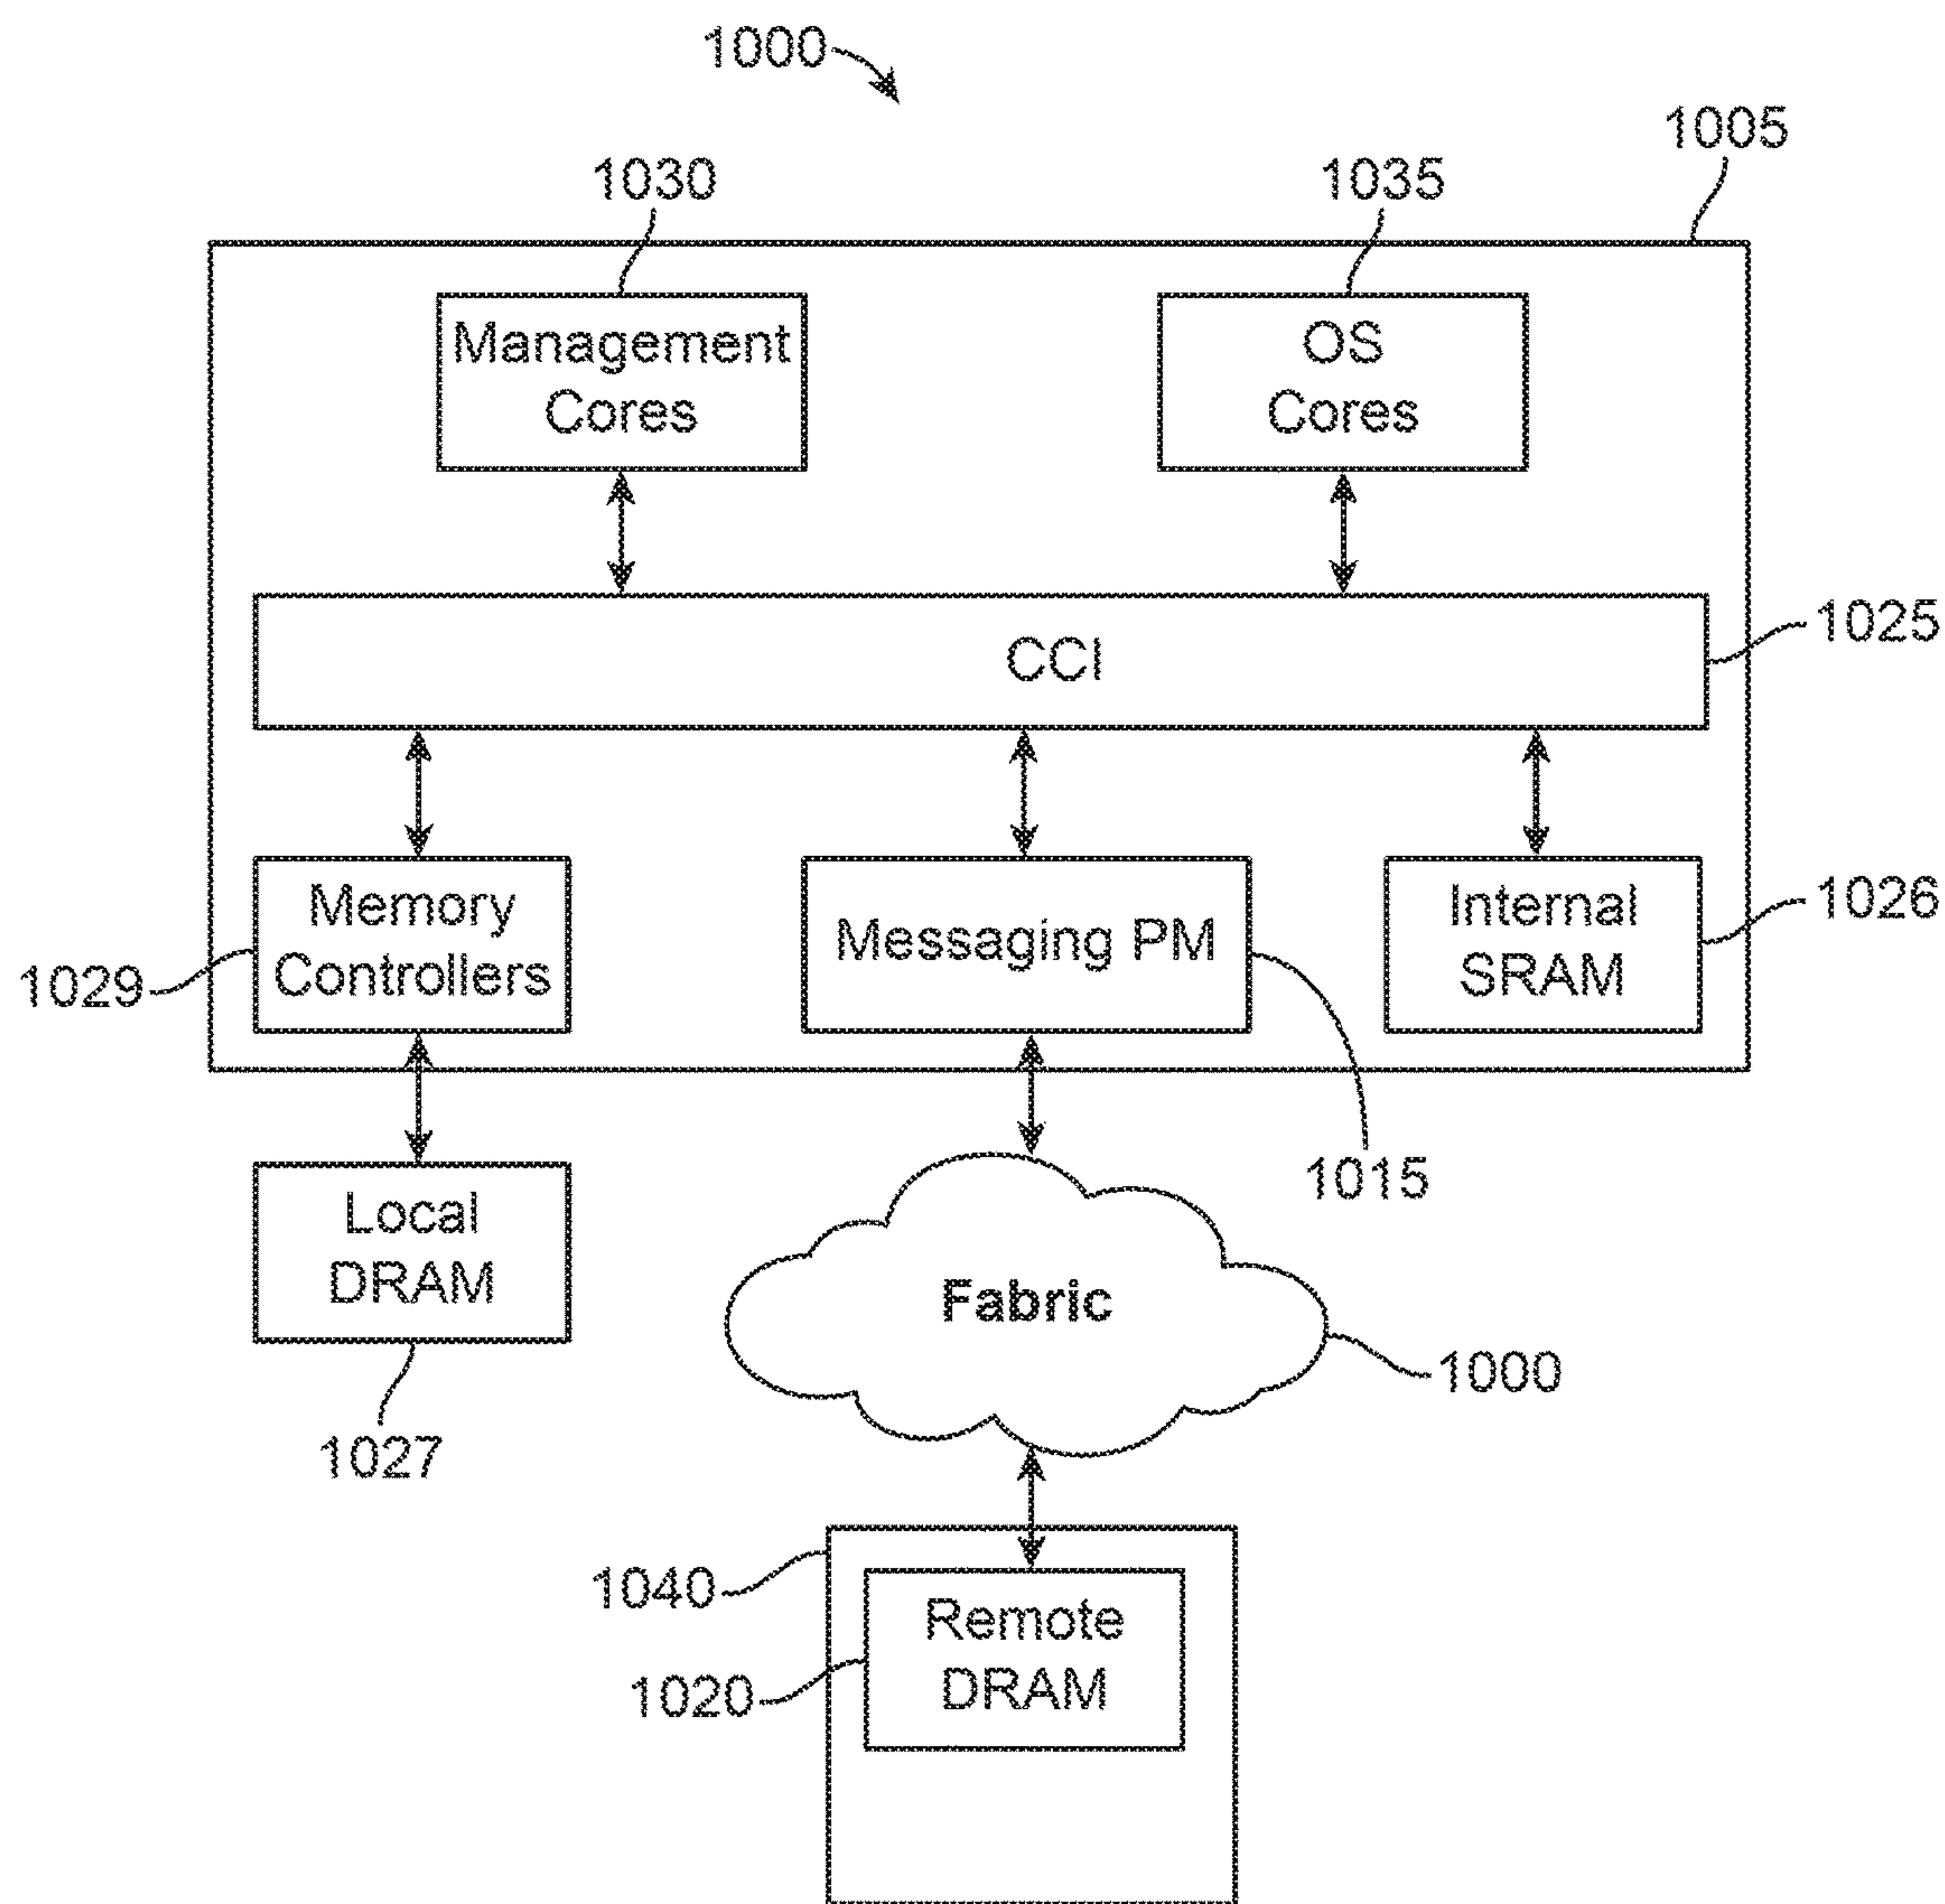 1000
1005
1030
1035
Management
Cores
OS
Cores
CCI
1025
Memory
Controllers
Messaging PM
Internal
SRAM
1026
1029
1015
Local
DRAM
Fabric
1000
1027
1040
Remote
DRAM
1020